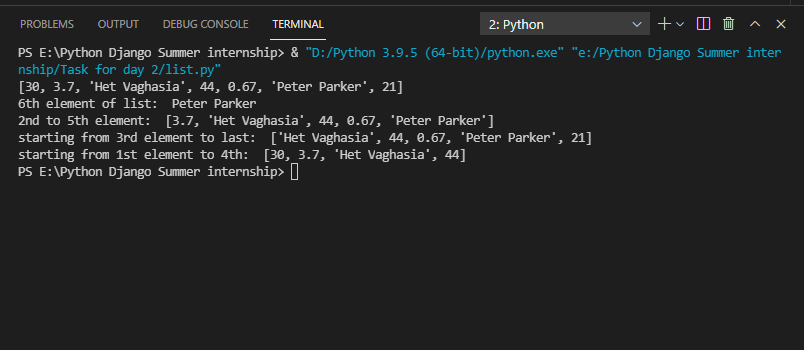 PROBLEMS OUTPUT DEBUG CONSOLE TERMINAL 2: Python
PS E:\Python Django Summer internship> & "D:/Python 3.9.5 (64-bit)/python.exe" "e:/Python Django Summer inter
nship/Task for day 2/list.py"
[30, 3.7, 'Het Vaghasia', 44, 0.67, 'Peter Parker', 21]
6th element of list:  Peter Parker
2nd to 5th element:  [3.7, 'Het Vaghasia', 44, 0.67, 'Peter Parker']
starting from 3rd element to last:  ['Het Vaghasia', 44, 0.67, 'Peter Parker', 21]
starting from 1st element to 4th:  [30, 3.7, 'Het Vaghasia', 44]
PS E:\Python Django Summer internship>